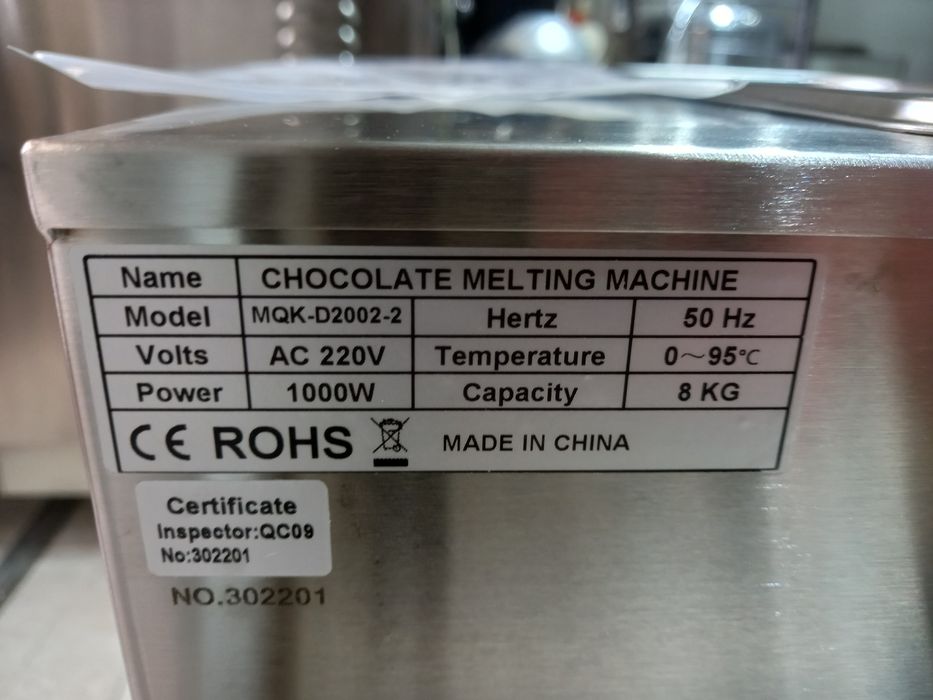 Name CHOCOLATE MELTING MACHINE
Model MQK-D2002-2 Hertz 50 Hz
Volts AC 220V Temperature 0～95℃
Power 1000W Capacity 8 KG
CE ROHS MADE IN CHINA
Certificate
Inspector:QC09
No:302201
NO.302201